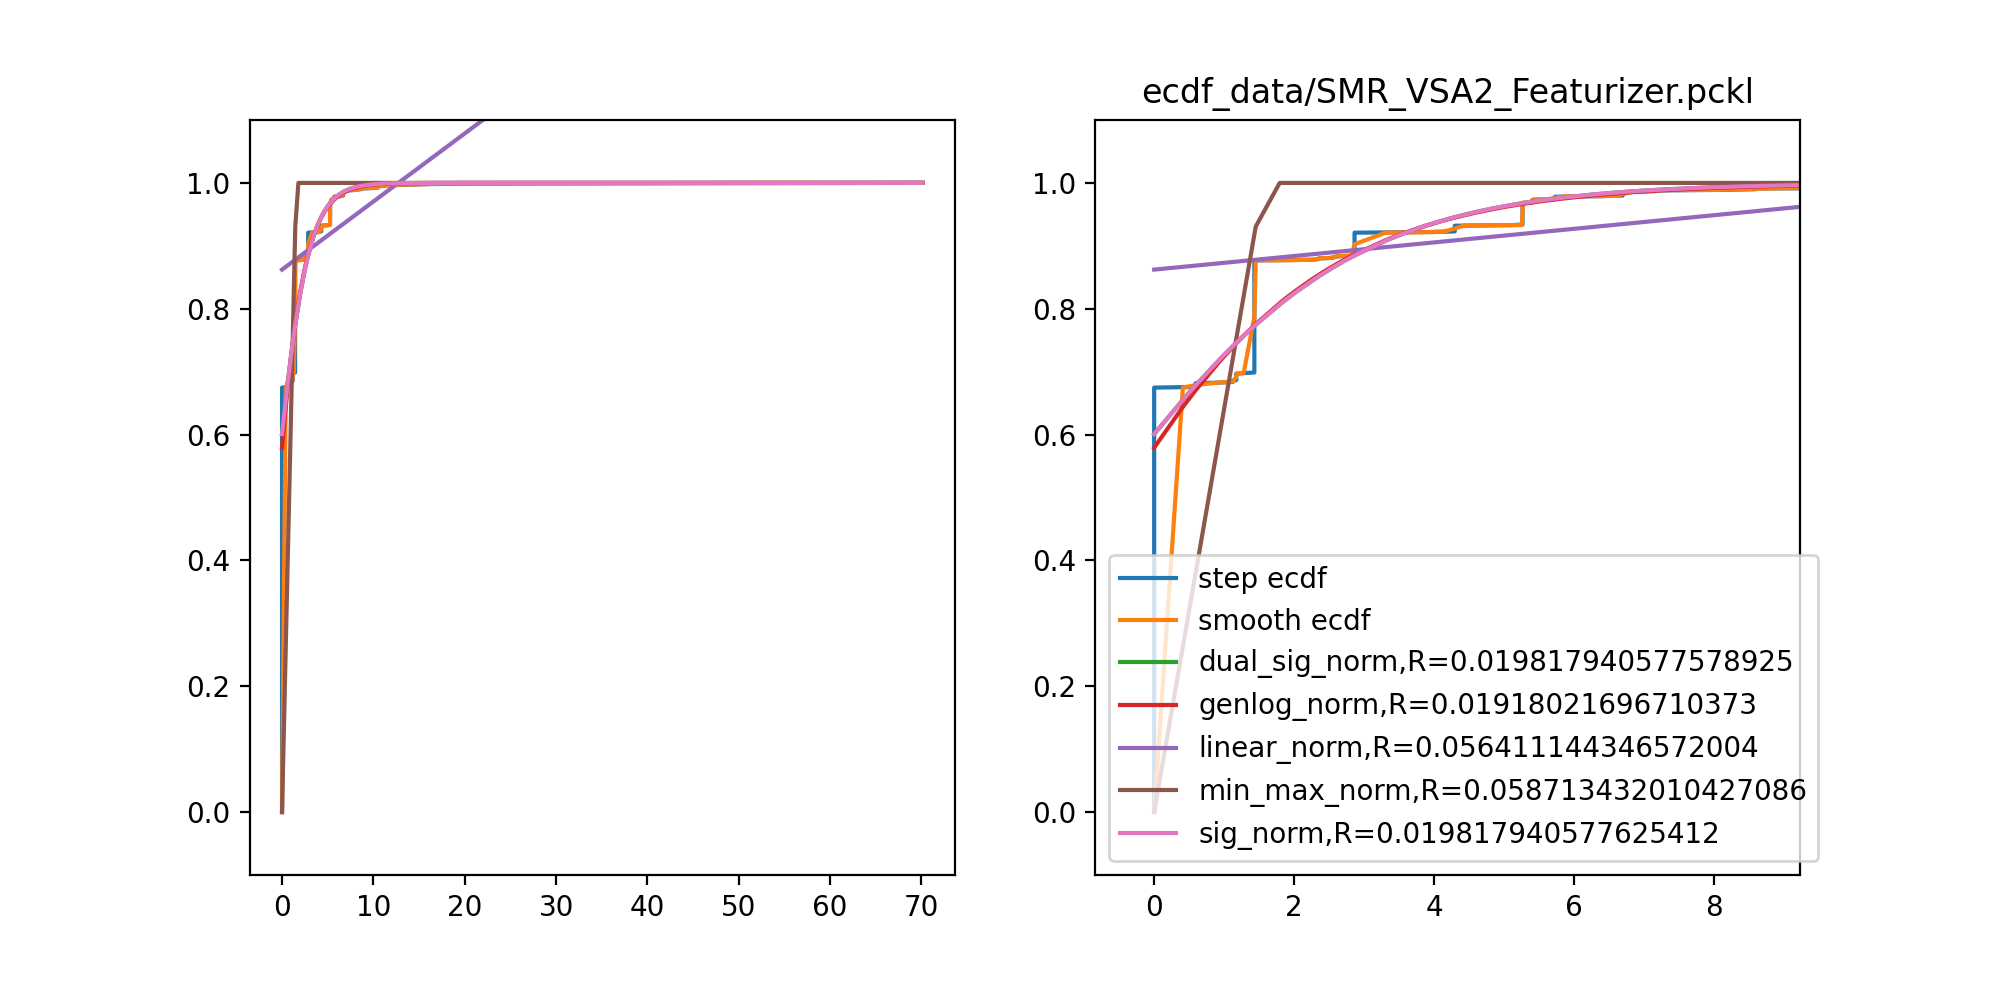 ecdf_data/SMR_VSA2_Featurizer.pckl
1.0
0.8
0.6
0.4
0.2
0.0
0 10 20 30 40 50 60 70
1.0
0.8
0.6
0.4
0.2
0.0
0 2 4 6 8
step ecdf
smooth ecdf
dual_sig_norm,R=0.019817940577578925
genlog_norm,R=0.01918021696710373
linear_norm,R=0.056411144346572004
min_max_norm,R=0.058713432010427086
sig_norm,R=0.019817940577625412